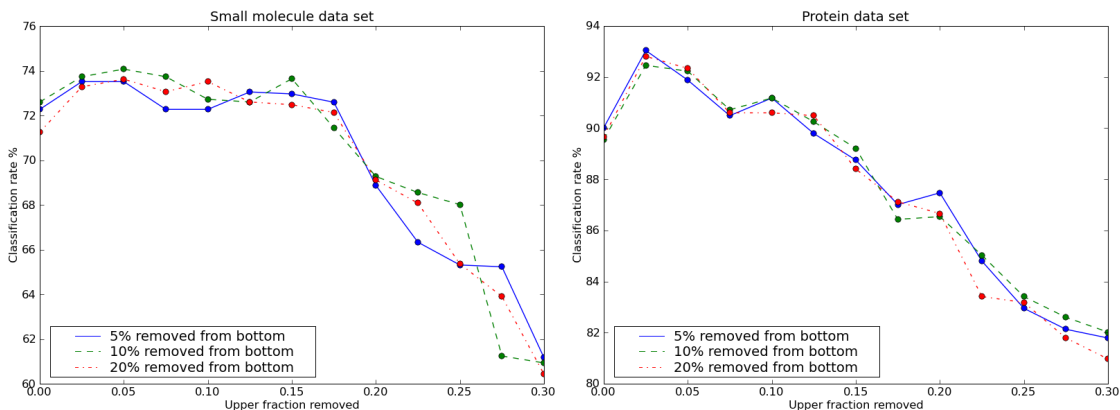 Small molecule data set
76
74
72
70
68
66
64
62
60
Classification rate %
5% removed from bottom
10% removed from bottom
20% removed from bottom
0.00 0.05 0.10 0.15 0.20 0.25 0.30
Upper fraction removed
Protein data set
94
92
90
88
86
84
82
80
Classification rate %
5% removed from bottom
10% removed from bottom
20% removed from bottom
0.00 0.05 0.10 0.15 0.20 0.25 0.30
Upper fraction removed